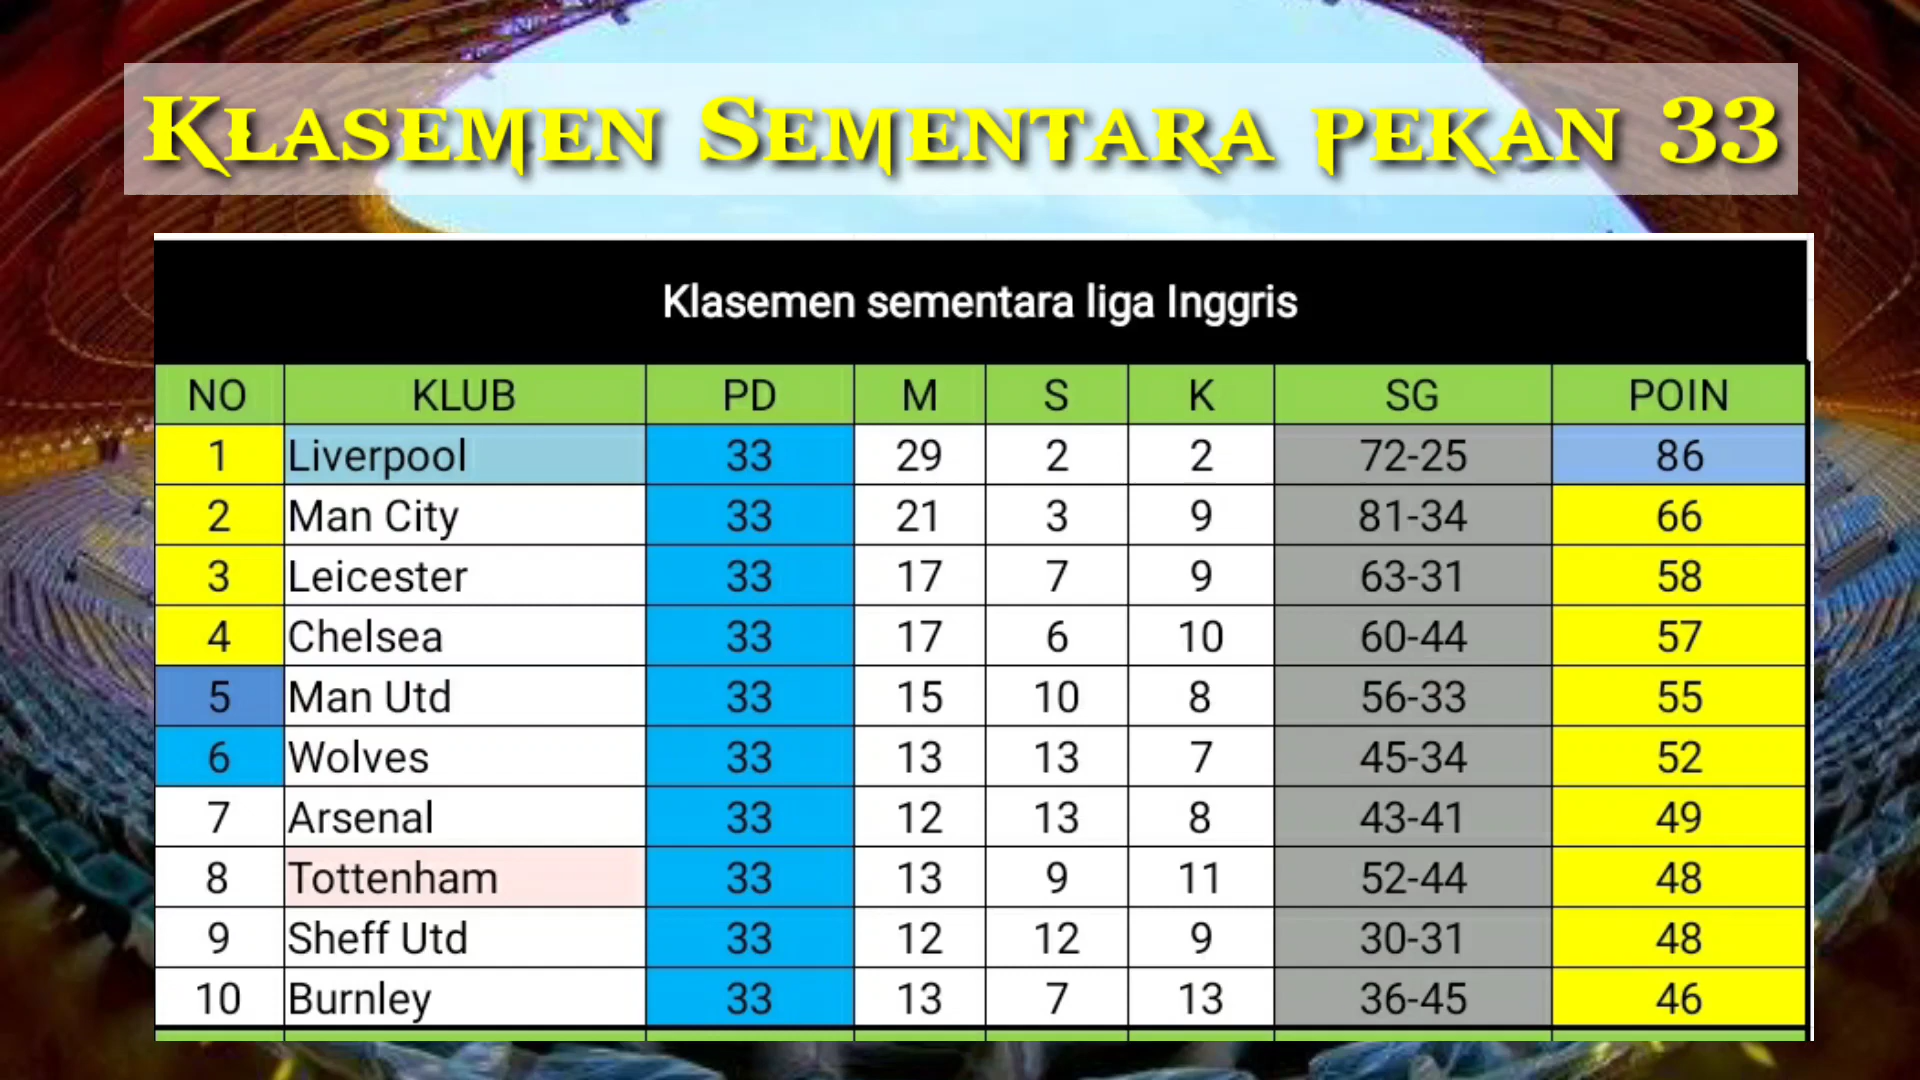 Klasemen Sementara pekan 33
Klasemen sementara liga Inggris
NO KLUB PD M S K SG POIN
1 Liverpool 33 29 2 2 72-25 86
2 Man City 33 21 3 9 81-34 66
3 Leicester 33 17 7 9 63-31 58
4 Chelsea 33 17 6 10 60-44 57
5 Man Utd 33 15 10 8 56-33 55
6 Wolves 33 13 13 7 45-34 52
7 Arsenal 33 12 13 8 43-41 49
8 Tottenham 33 13 9 11 52-44 48
9 Sheff Utd 33 12 12 9 30-31 48
10 Burnley 33 13 7 13 36-45 46